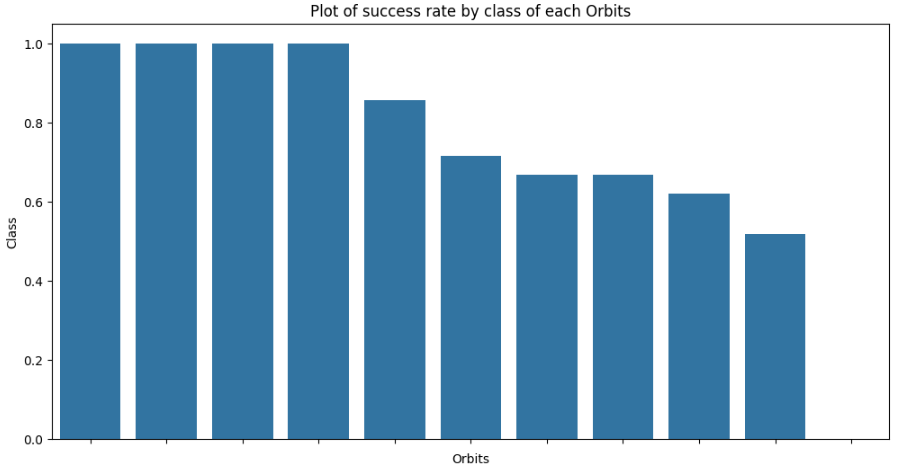 Plot of success rate by class of each Orbits
1.0
0.8
0.6
0.4
0.2
0.0
Class
Orbits